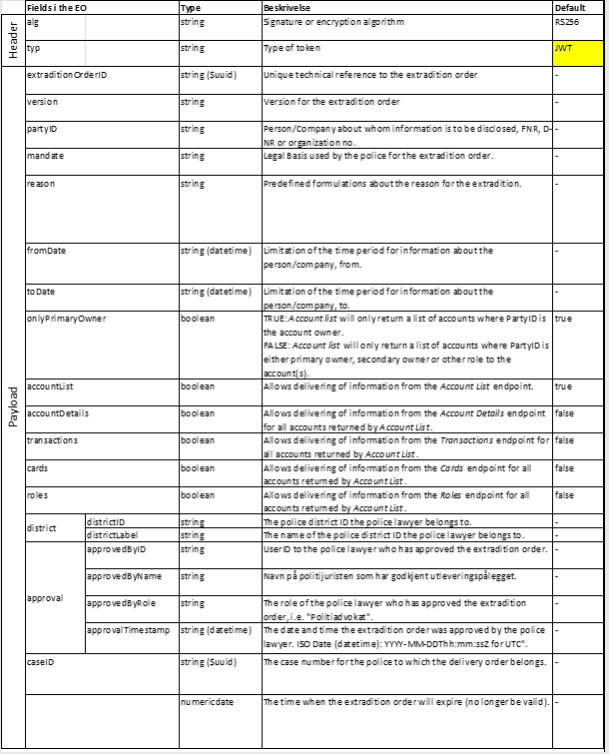 Fields i the EO Type Beskrivelse Default
Header
alg string Signature or encryption algorithm RS256
typ string Type of token JWT
Payload
extraditionOrderID string (Suuid) Unique technical reference to the extradition order -
version string Version for the extradition order -
partyID string Person/Company about whom information is to be disclosed, FNR, D- -
NR or organization no.
mandate string Legal Basis used by the police for the extradition order. -
reason string Predefined formulations about the reason for the extradition. -
fromDate string (datetime) Limitation of the time period for information about the -
person/company, from.
toDate string (datetime) Limitation of the time period for information about the -
person/company, to.
onlyPrimaryOwner boolean TRUE: Account list will only return a list of accounts where PartyID is true
the account owner.
FALSE: Account list will only return a list of accounts where PartyID is
either primary owner, secondary owner or other role to the
account(s).
accountList boolean Allows delivering of information from the Account List endpoint. true
accountDetails boolean Allows delivering of information from the Account Details endpoint false
for all accounts returned by Account List.
transactions boolean Allows delivering of information from the Transactions endpoint for false
all accounts returned by Account List.
cards boolean Allows delivering of information from the Cards endpoint for all false
accounts returned by Account List.
roles boolean Allows delivering of information from the Roles endpoint for all false
accounts returned by Account List.
district
districtID string The police district ID the police lawyer belongs to. -
districtLabel string The name of the police district ID the police lawyer belongs to. -
approval
approvedByID string UserID to the police lawyer who has approved the extradition order. -
approvedByName string Navn på politijuristen som har godkjent utleveringspålegget. -
approvedByRole string The role of the police lawyer who has approved the extradition -
order, i.e. "Politiadvokat".
approvalTimestamp string (datetime) The date and time the extradition order was approved by the police -
lawyer. ISO Date (datetime): YYYY-MM-DDThh:mm:ssZ for UTC".
caseID string (Suuid) The case number for the police to which the delivery order belongs. -
numericdate The time when the extradition order will expire (no longer be valid). -